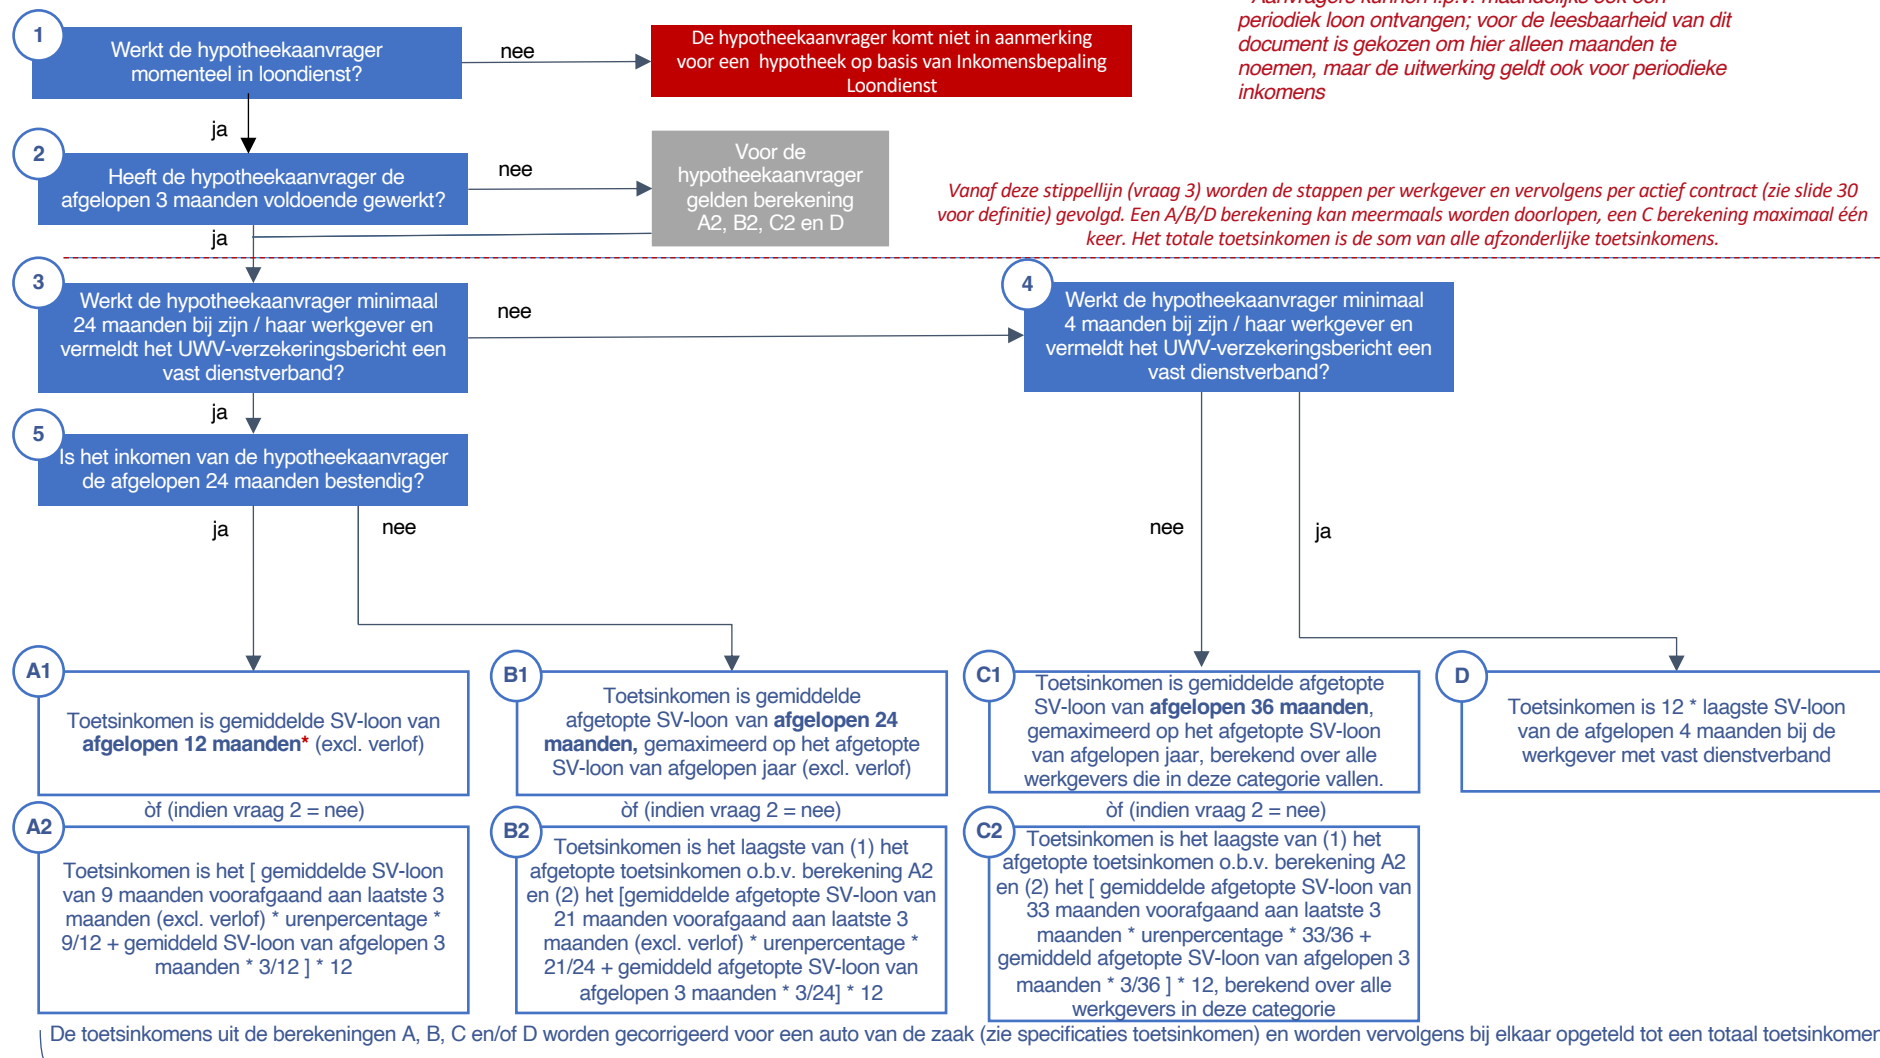 * Aanvragers kunnen i.p.v. maandelijks ook een
periodiek loon ontvangen; voor de leesbaarheid van dit
document is gekozen om hier alleen maanden te
noemen, maar de uitwerking geldt ook voor periodieke
inkomens
1
Werkt de hypotheekaanvrager
momenteel in loondienst?
nee
De hypotheekaanvrager komt niet in aanmerking
voor een hypotheek op basis van Inkomensbepaling
Loondienst
ja
2
Heeft de hypotheekaanvrager de
afgelopen 3 maanden voldoende gewerkt?
nee
Voor de
hypotheekaanvrager
gelden berekening
A2, B2, C2 en D
ja
Vanaf deze stippellijn (vraag 3) worden de stappen per werkgever en vervolgens per actief contract (zie slide 30
voor definitie) gevolgd. Een A/B/D berekening kan meermaals worden doorlopen, een C berekening maximaal één
keer. Het totale toetsinkomen is de som van alle afzonderlijke toetsinkomens.
3
Werkt de hypotheekaanvrager minimaal
24 maanden bij zijn / haar werkgever en
vermeldt het UWV-verzekeringsbericht een
vast dienstverband?
nee
4
Werkt de hypotheekaanvrager minimaal
4 maanden bij zijn / haar werkgever en
vermeldt het UWV-verzekeringsbericht een
vast dienstverband?
ja
5
Is het inkomen van de hypotheekaanvrager
de afgelopen 24 maanden bestendig?
ja
nee
nee
ja
A1
Toetsinkomen is gemiddelde SV-loon van
afgelopen 12 maanden* (excl. verlof)
B1
Toetsinkomen is gemiddelde
afgetopte SV-loon van afgelopen 24
maanden, gemaximeerd op het afgetopte
SV-loon van afgelopen jaar (excl. verlof)
C1
Toetsinkomen is gemiddelde afgetopte
SV-loon van afgelopen 36 maanden,
gemaximeerd op het afgetopte SV-loon
van afgelopen jaar, berekend over alle
werkgevers die in deze categorie vallen.
D
Toetsinkomen is 12 * laagste SV-loon
van de afgelopen 4 maanden bij de
werkgever met vast dienstverband
òf (indien vraag 2 = nee)
òf (indien vraag 2 = nee)
òf (indien vraag 2 = nee)
A2
Toetsinkomen is het [ gemiddelde SV-loon
van 9 maanden voorafgaand aan laatste 3
maanden (excl. verlof) * urenpercentage *
9/12 + gemiddeld SV-loon van afgelopen 3
maanden * 3/12 ] * 12
B2
Toetsinkomen is het laagste van (1) het
afgetopte toetsinkomen o.b.v. berekening A2
en (2) het [gemiddelde afgetopte SV-loon van
21 maanden voorafgaand aan laatste 3
maanden (excl. verlof) * urenpercentage *
21/24 + gemiddeld afgetopte SV-loon van
afgelopen 3 maanden * 3/24] * 12
C2
Toetsinkomen is het laagste van (1) het
afgetopte toetsinkomen o.b.v. berekening A2
en (2) het [ gemiddelde afgetopte SV-loon van
33 maanden voorafgaand aan laatste 3
maanden * urenpercentage * 33/36 +
gemiddeld afgetopte SV-loon van afgelopen 3
maanden * 3/36 ] * 12, berekend over alle
werkgevers in deze categorie
De toetsinkomens uit de berekeningen A, B, C en/of D worden gecorrigeerd voor een auto van de zaak (zie specificaties toetsinkomen) en worden vervolgens bij elkaar opgeteld tot een totaal toetsinkomen